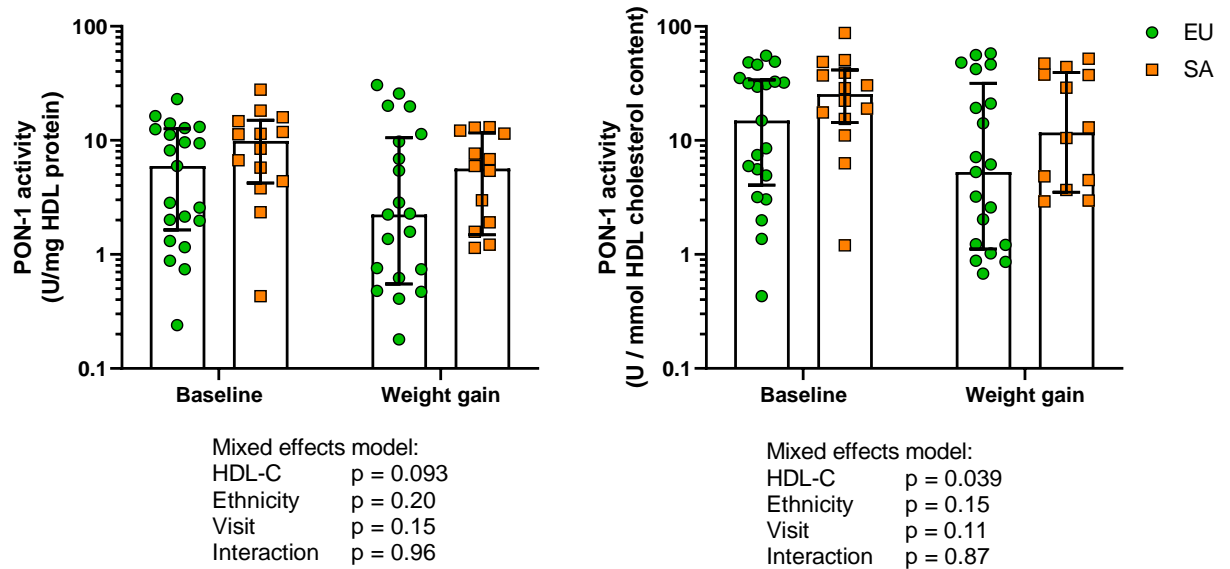 PON-1 activity
(U/mg HDL protein)
100
10
1
0.1
Baseline
Weight gain
Mixed effects model:
HDL-C p = 0.093
Ethnicity p = 0.20
Visit p = 0.15
Interaction p = 0.96
PON-1 activity
(U / mmol HDL cholesterol content)
100
10
1
0.1
Baseline
Weight gain
EU
SA
Mixed effects model:
HDL-C p = 0.039
Ethnicity p = 0.15
Visit p = 0.11
Interaction p = 0.87